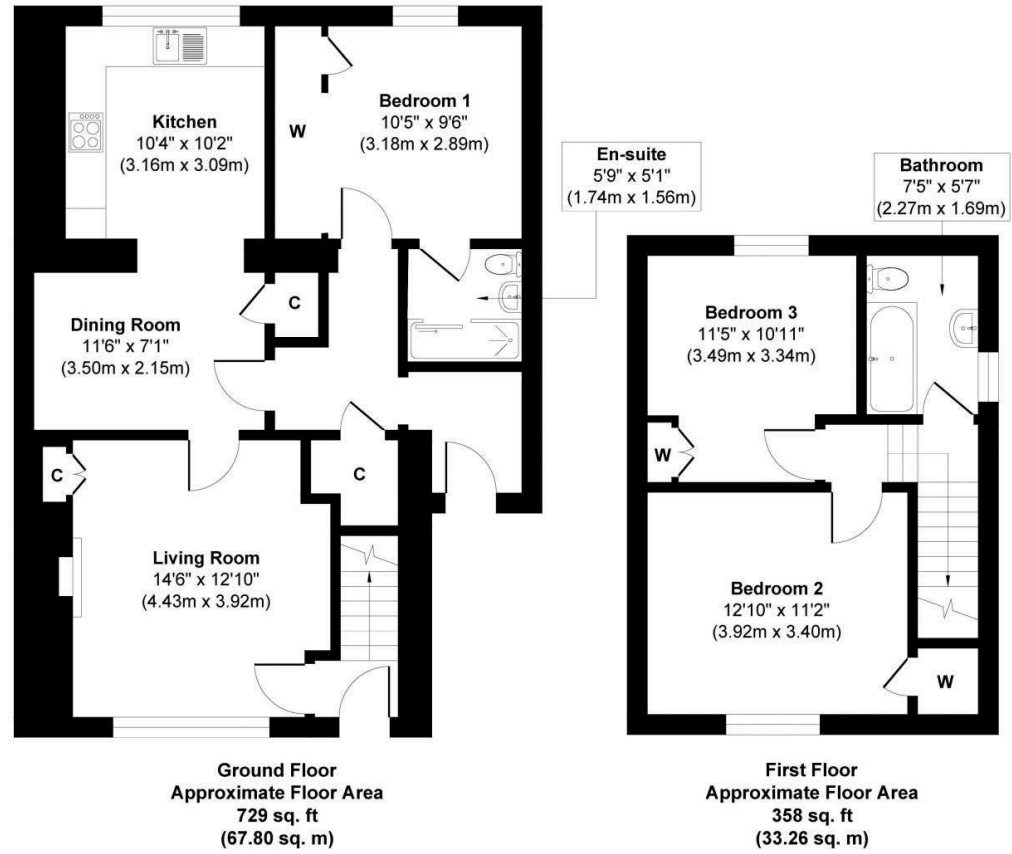 Kitchen
10'4" x 10'2"
(3.16m x 3.09m)
Bedroom 1
10'5" x 9'6"
(3.18m x 2.89m)
W
En-suite
5'9" x 5'1"
(1.74m x 1.56m)
Bathroom
7'5" x 5'7"
(2.27m x 1.69m)
Dining Room
11'6" x 7'1"
(3.50m x 2.15m)
C
C
C
Living Room
14'6" x 12'10"
(4.43m x 3.92m)
Bedroom 3
11'5" x 10'11"
(3.49m x 3.34m)
W
Bedroom 2
12'10" x 11'2"
(3.92m x 3.40m)
W
Ground Floor
Approximate Floor Area
729 sq. ft
(67.80 sq. m)
First Floor
Approximate Floor Area
358 sq. ft
(33.26 sq. m)